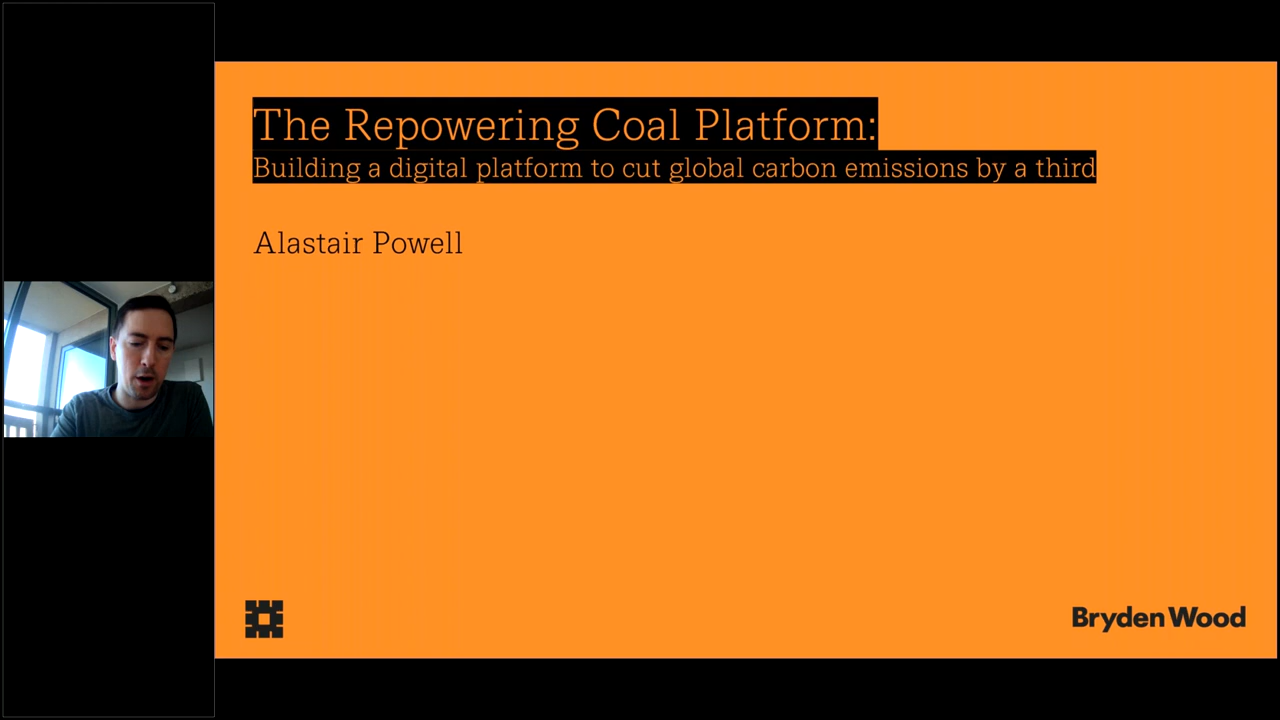 The Repowering Coal Platform:
Building a digital platform to cut global carbon emissions by a third
Alastair Powell
Bryden Wood